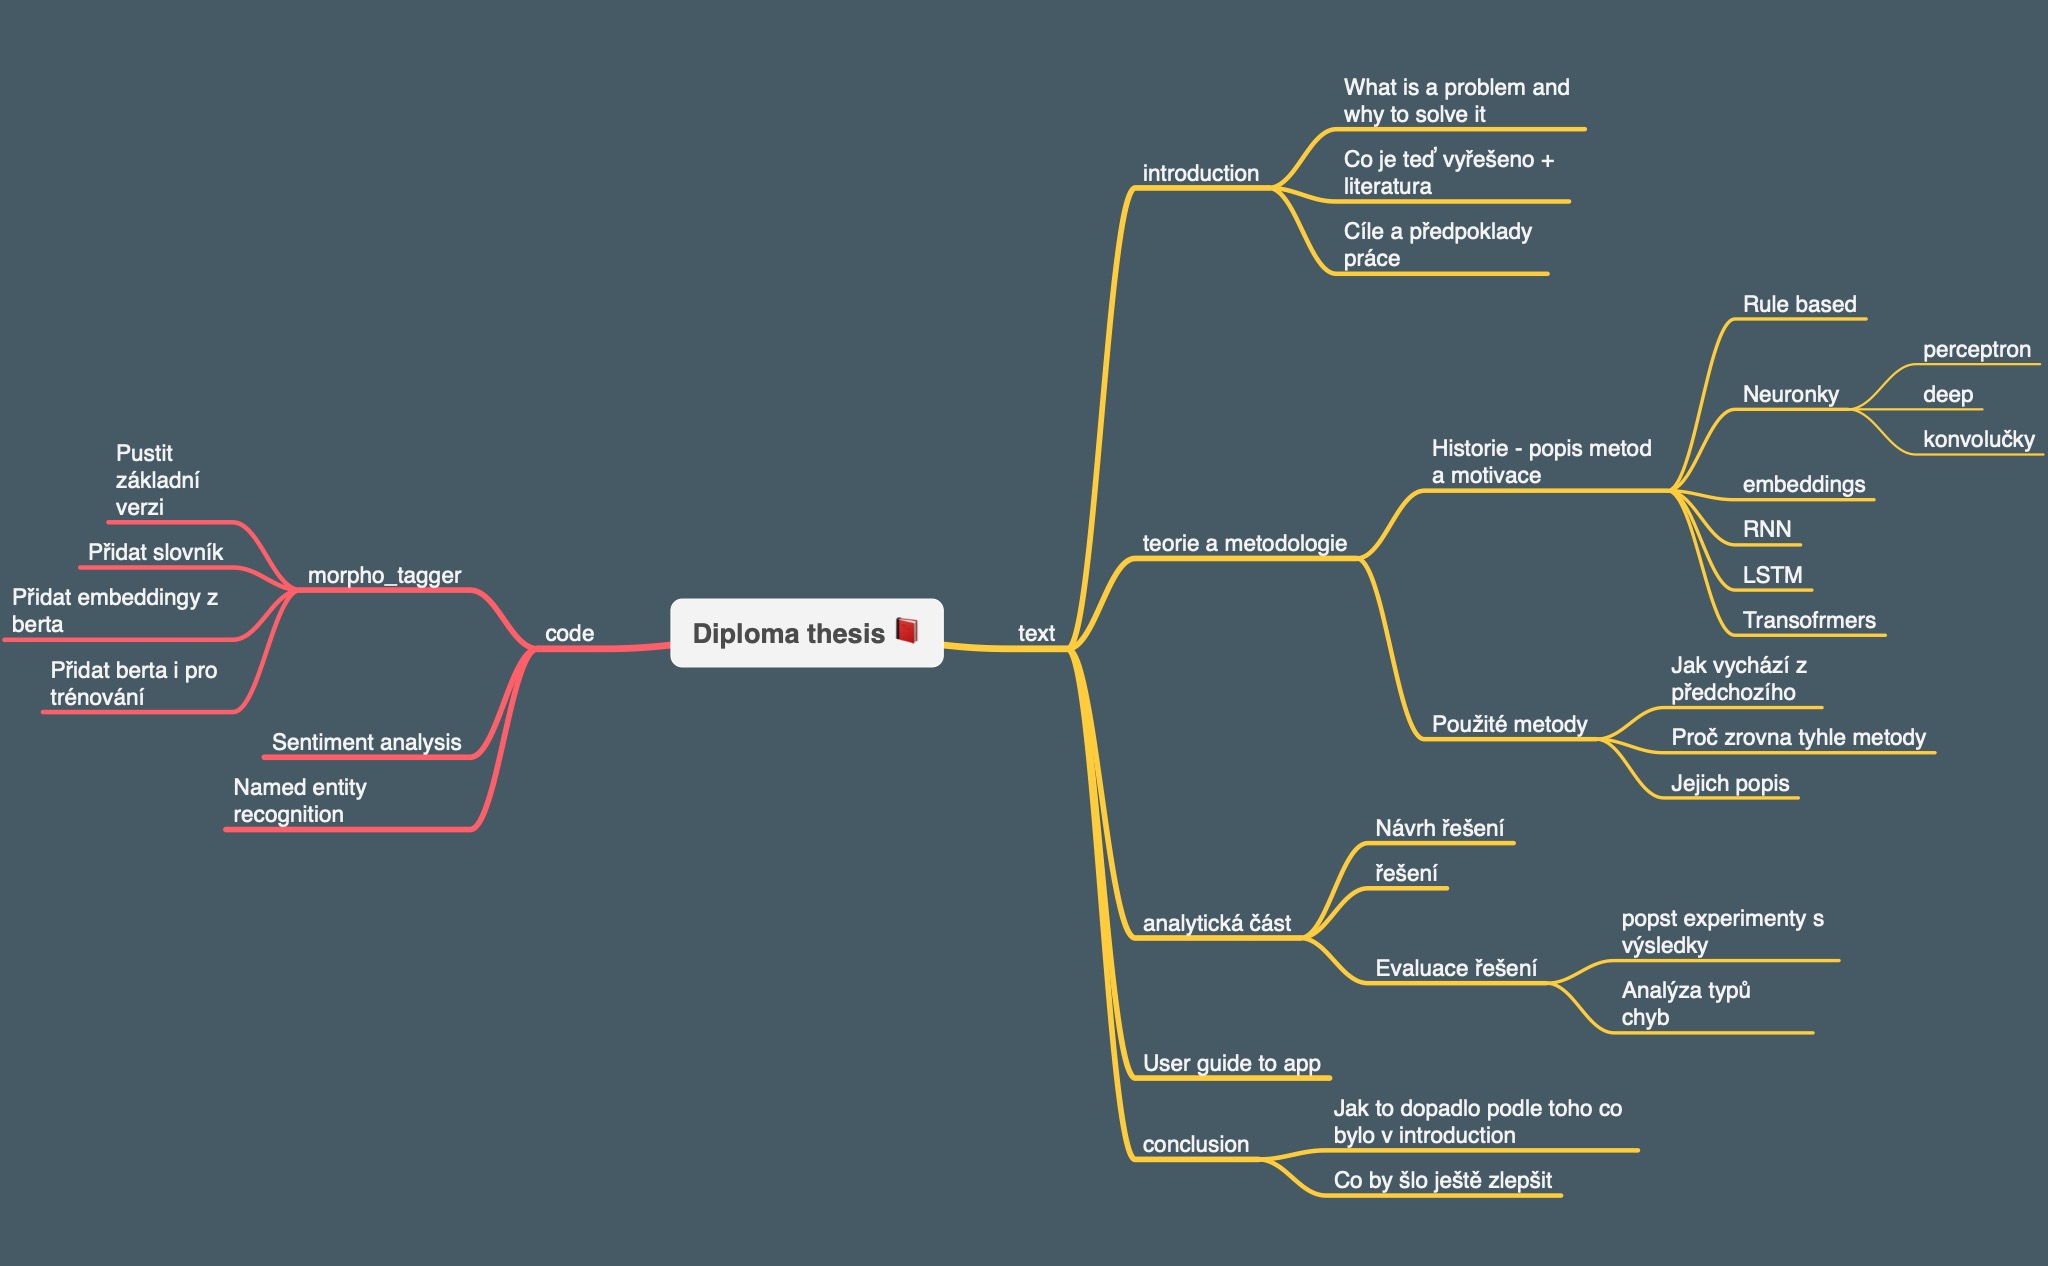 Diploma thesis
code
morpho_tagger
Pustit
základní
verzi
Přidat slovník
Přidat embeddingy z
berta
Přidat berta i pro
trénování
Sentiment analysis
Named entity
recognition
text
introduction
What is a problem and
why to solve it
Co je teď vyřešeno +
literatura
Cíle a předpoklady
práce
teorie a metodologie
Historie - popis metod
a motivace
Rule based
Neuronky
perceptron
deep
konvolučky
embeddings
RNN
LSTM
Transofrmers
Použité metody
Jak vychází z
předchozího
Proč zrovna tyhle metody
Jejich popis
analytická část
Návrh řešení
řešení
Evaluace řešení
popst experimenty s
výsledky
Analýza typů
chyb
User guide to app
conclusion
Jak to dopadlo podle toho co
bylo v introduction
Co by šlo ještě zlepšit